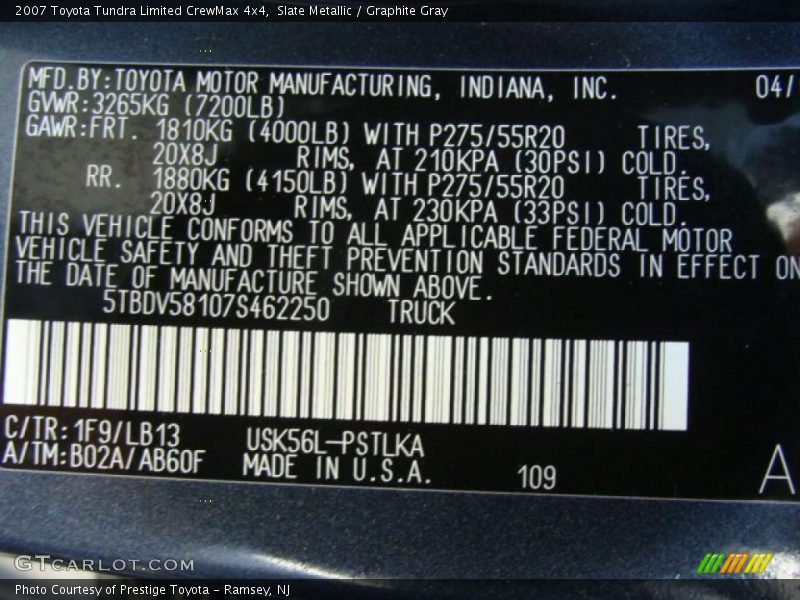 2007 Toyota Tundra Limited CrewMax 4x4, Slate Metallic / Graphite Gray
MFD.BY:TOYOTA MOTOR MANUFACTURING, INDIANA, INC. 04/
GVWR:3265KG (7200LB)
GAWR:FRT. 1810KG (4000LB) WITH P275/55R20 TIRES,
20X8J RIMS, AT 210KPA (30PSI) COLD.
RR. 1880KG (4150LB) WITH P275/55R20 TIRES,
20X8J RIMS, AT 230KPA (33PSI) COLD.
THIS VEHICLE CONFORMS TO ALL APPLICABLE FEDERAL MOTOR
VEHICLE SAFETY AND THEFT PREVENTION STANDARDS IN EFFECT ON
THE DATE OF MANUFACTURE SHOWN ABOVE.
5TBDV58107S462250 TRUCK
C/TR:1F9/LB13 USK56L-PSTLKA
A/TM:B02A/AB60F MADE IN U.S.A. 109 A
GTCARLOT.COM
Photo Courtesy of Prestige Toyota - Ramsey, NJ